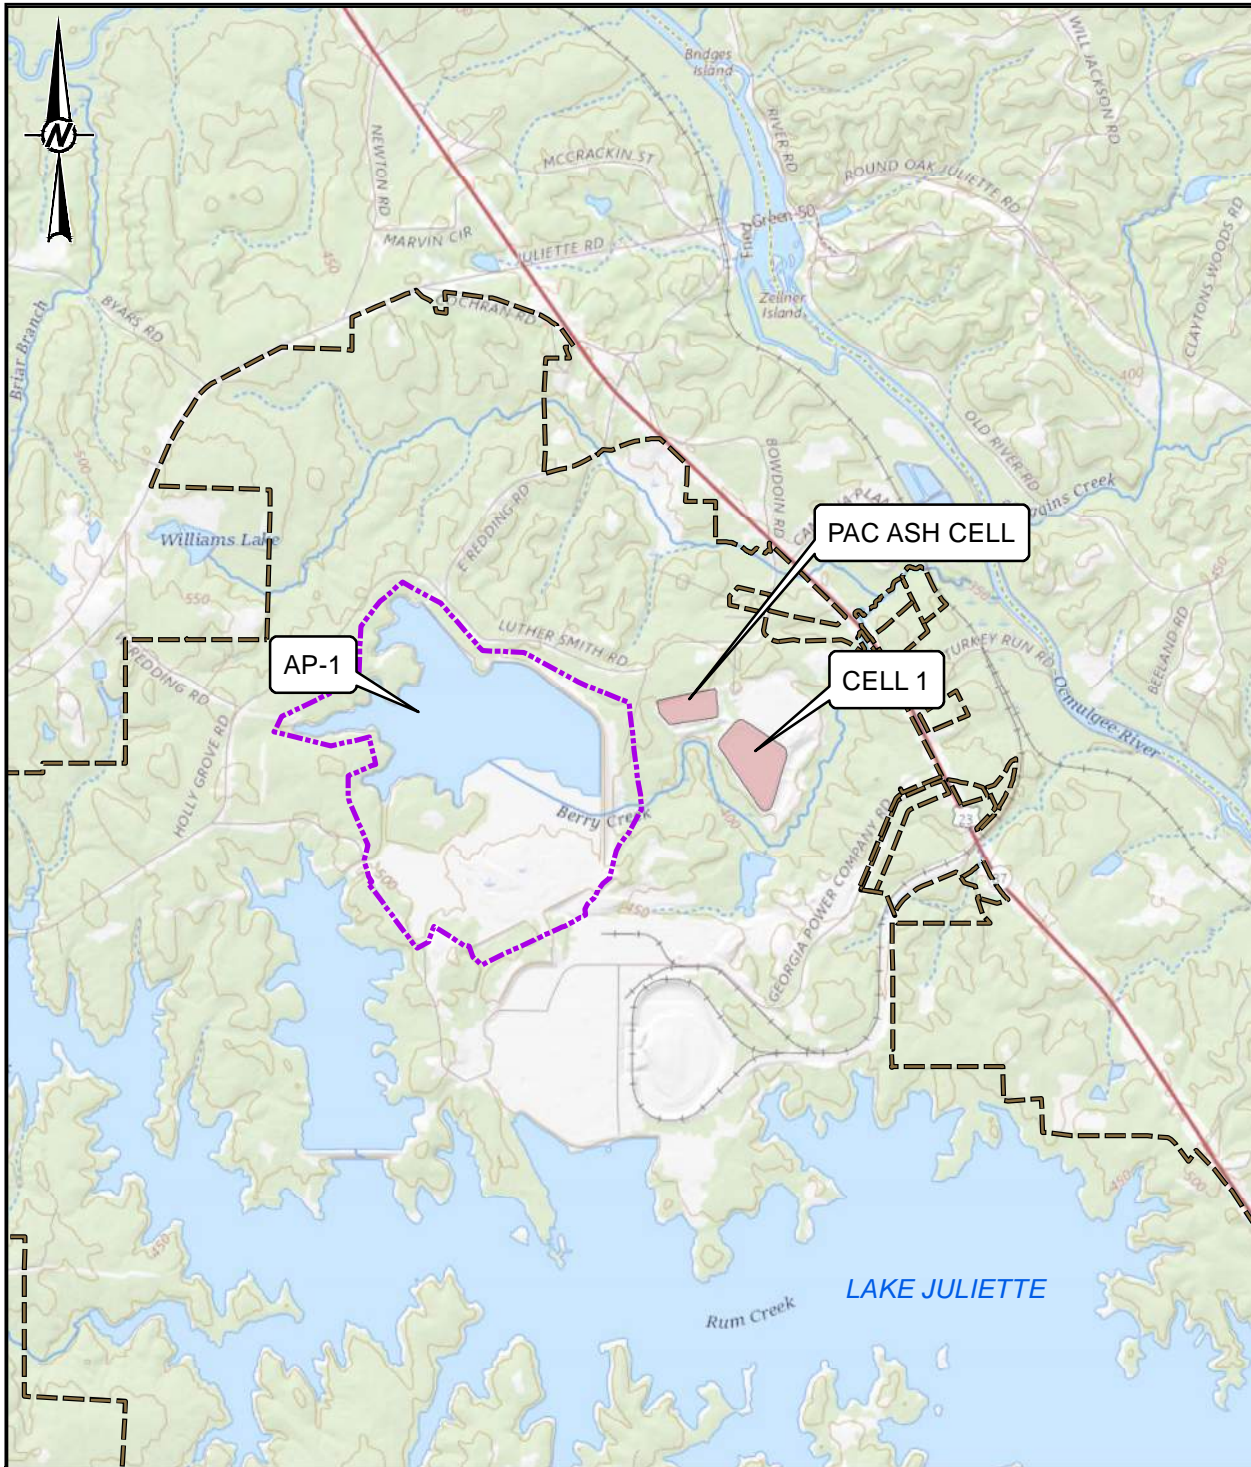 Bridges
Island
WILL JACKSON RD
N
NEWTON RD
MCCRACKIN ST
RIVER RD
ROUND OAK JULIETTE RD
MARVIN CIR
JULIETTE RD
Green-50
450
CLAYTONS WOODS RD
BYARS RD
COCHRAN RD
Zellner
Island
Briar Branch
400
500
OLD RIVER RD
BOWDOIN RD
E REDDING RD
PAC ASH CELL
Williams Lake
550
350
450
LUTHER SMITH RD
AP-1
REDDING RD
CELL 1
TURKEY RUN RD
BEELAND RD
HOLLY GROVE RD
Ocmulgee River
Berry Creek
400
23
500
450
GEORGIA POWER COMPANY RD
450
500
450
LAKE JULIETTE
Rum Creek